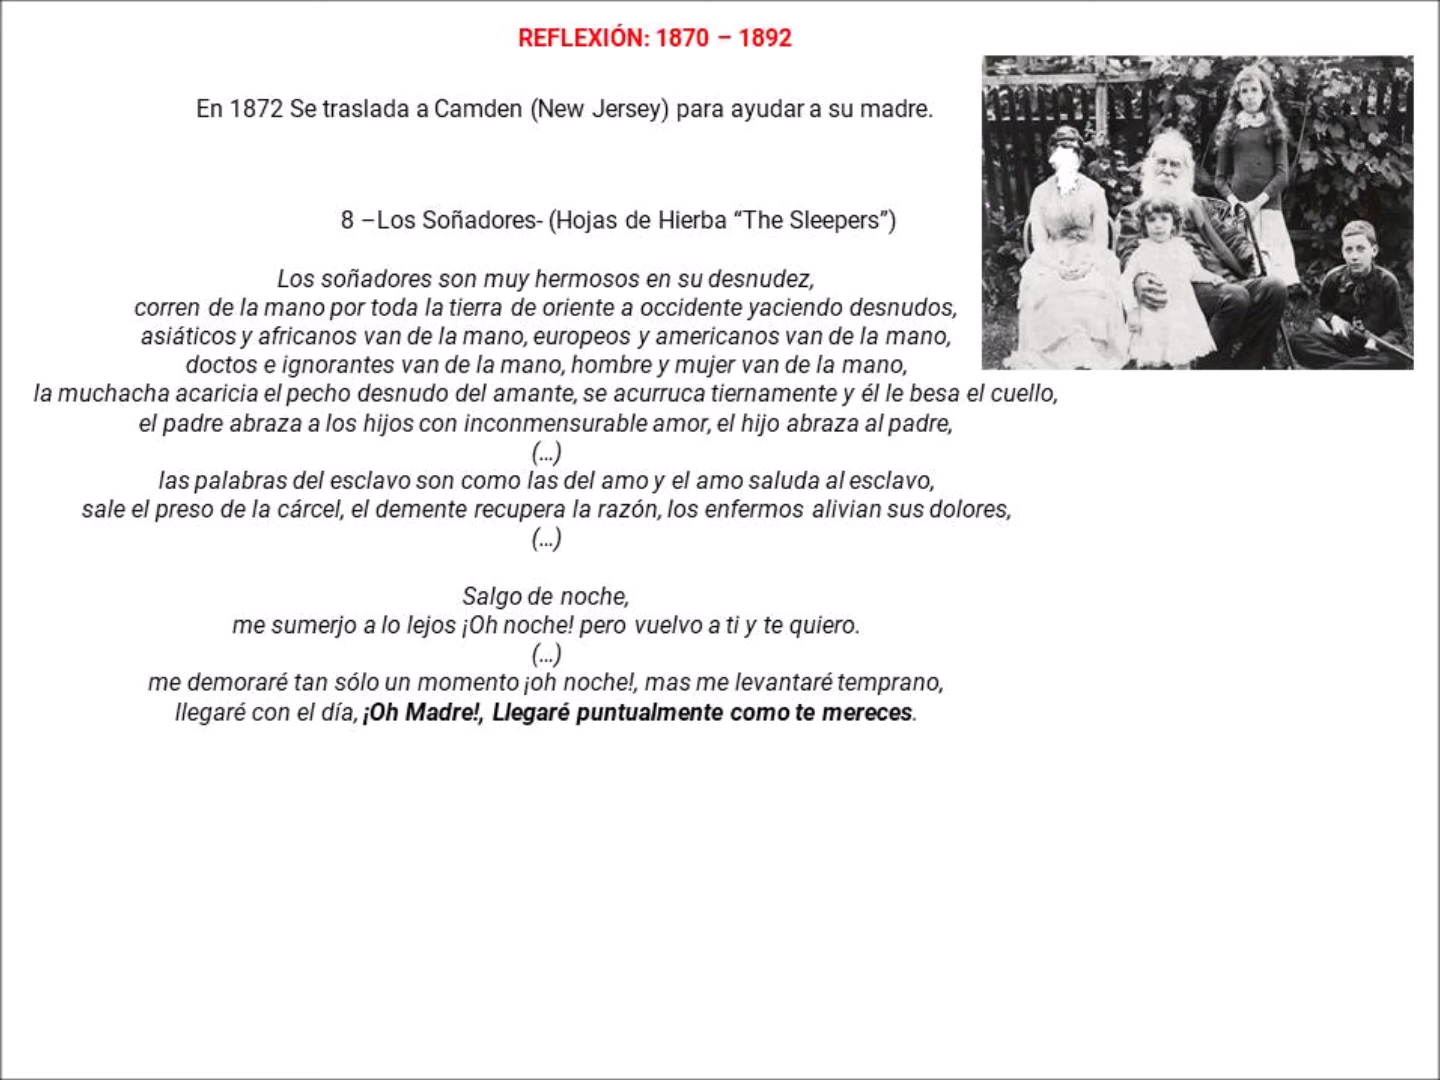 REFLEXIÓN: 1870 – 1892
En 1872 Se traslada a Camden (New Jersey) para ayudar a su madre.
8 –Los Soñadores- (Hojas de Hierba “The Sleepers”)
Los soñadores son muy hermosos en su desnudez,
corren de la mano por toda la tierra de oriente a occidente yaciendo desnudos,
asiáticos y africanos van de la mano, europeos y americanos van de la mano,
doctos e ignorantes van de la mano, hombre y mujer van de la mano,
la muchacha acaricia el pecho desnudo del amante, se acurruca tiernamente y él le besa el cuello,
el padre abraza a los hijos con inconmensurable amor, el hijo abraza al padre,
(…)
las palabras del esclavo son como las del amo y el amo saluda al esclavo,
sale el preso de la cárcel, el demente recupera la razón, los enfermos alivian sus dolores,
(…)
Salgo de noche,
me sumerjo a lo lejos ¡Oh noche! pero vuelvo a ti y te quiero.
(…)
me demoraré tan sólo un momento ¡oh noche!, mas me levantaré temprano,
llegaré con el día, ¡Oh Madre!, Llegaré puntualmente como te mereces.